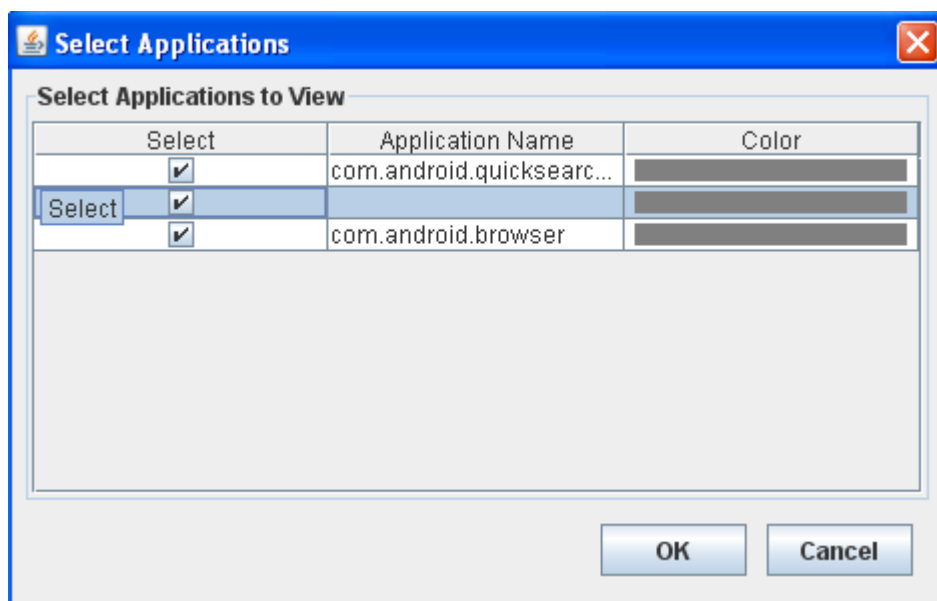 Select Applications
Select Applications to View
Select Application Name Color
com.android.quicksearc...
Select
com.android.browser
OK Cancel